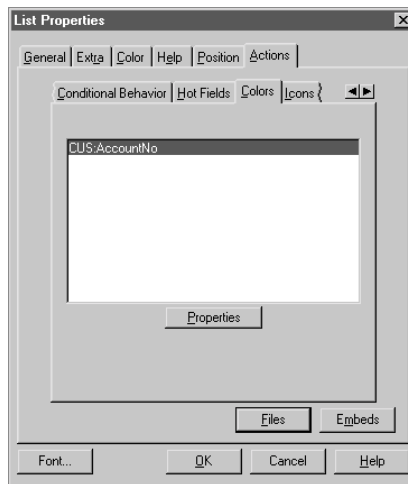 List Properties
General Extra Color Help Position Actions
Conditional Behavior Hot Fields Colors Icons
CUS:AccountNo
Properties
Files Embeds
Font... OK Cancel Help